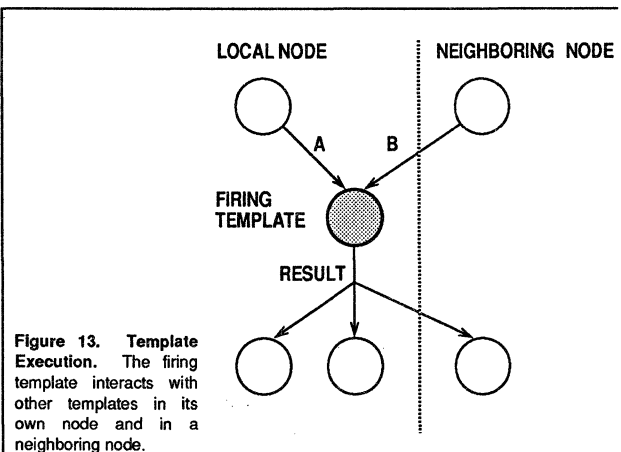 LOCAL NODE
NEIGHBORING NODE
A
B
FIRING
TEMPLATE
RESULT
Figure 13. Template
Execution. The firing
template interacts with
other templates in its
own node and in a
neighboring node.